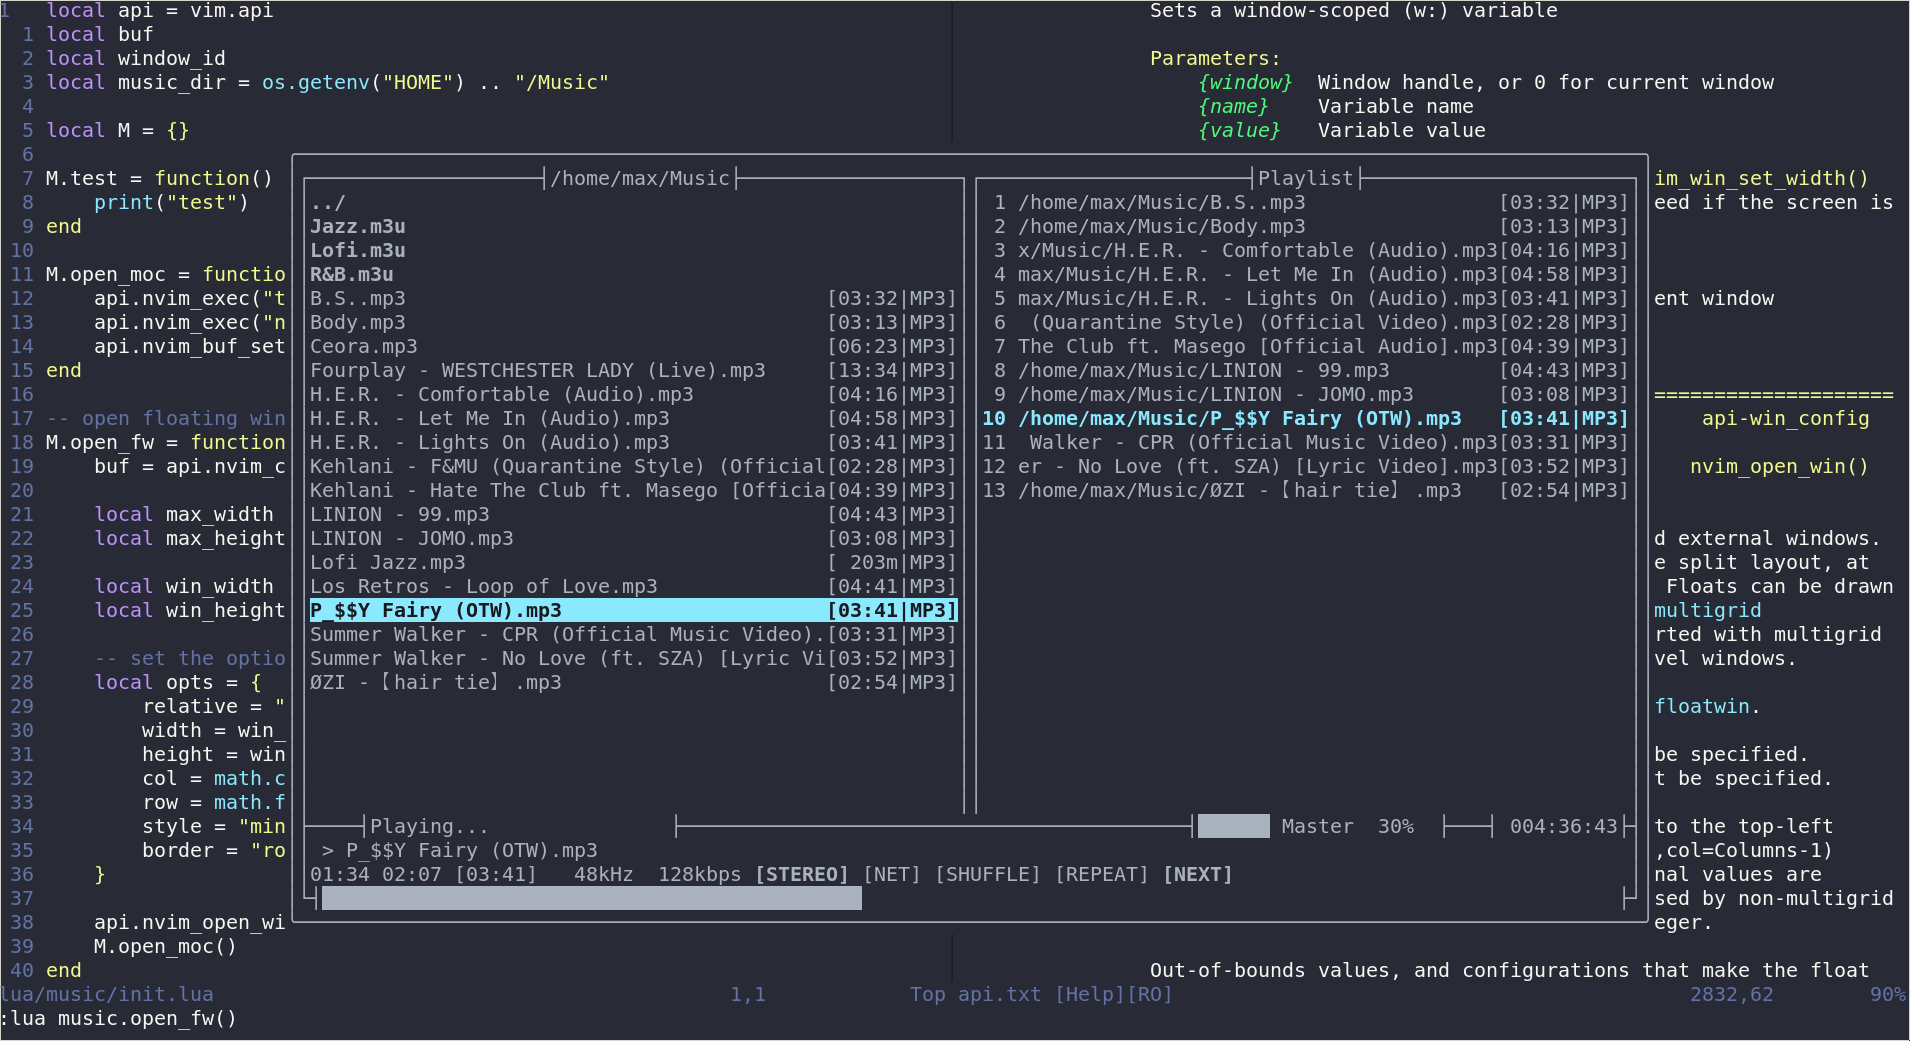 1   local api = vim.api
  1 local buf
  2 local window_id
  3 local music_dir = os.getenv("HOME") .. "/Music"
  4
  5 local M = {}
  6
  7 M.test = function()
  8     print("test")
  9 end
 10
 11 M.open_moc = functio
 12     api.nvim_exec("t
 13     api.nvim_exec("n
 14     api.nvim_buf_set
 15 end
 16
 17 -- open floating win
 18 M.open_fw = function
 19     buf = api.nvim_c
 20
 21     local max_width
 22     local max_height
 23
 24     local win_width
 25     local win_height
 26
 27     -- set the optio
 28     local opts = {
 29         relative = "
 30         width = win_
 31         height = win
 32         col = math.c
 33         row = math.f
 34         style = "min
 35         border = "ro
 36     }
 37
 38     api.nvim_open_wi
 39     M.open_moc()
 40 end
/home/max/Music
../
Jazz.m3u
Lofi.m3u
R&B.m3u
B.S..mp3 [03:32|MP3]
Body.mp3 [03:13|MP3]
Ceora.mp3 [06:23|MP3]
Fourplay - WESTCHESTER LADY (Live).mp3 [13:34|MP3]
H.E.R. - Comfortable (Audio).mp3 [04:16|MP3]
H.E.R. - Let Me In (Audio).mp3 [04:58|MP3]
H.E.R. - Lights On (Audio).mp3 [03:41|MP3]
Kehlani - F&MU (Quarantine Style) (Official[02:28|MP3]
Kehlani - Hate The Club ft. Masego [Officia[04:39|MP3]
LINION - 99.mp3 [04:43|MP3]
LINION - JOMO.mp3 [03:08|MP3]
Lofi Jazz.mp3 [ 203m|MP3]
Los Retros - Loop of Love.mp3 [04:41|MP3]
P_$$Y Fairy (OTW).mp3 [03:41|MP3]
Summer Walker - CPR (Official Music Video).[03:31|MP3]
Summer Walker - No Love (ft. SZA) [Lyric Vi[03:52|MP3]
ØZI -【hair tie】.mp3 [02:54|MP3]
Playlist
1 /home/max/Music/B.S..mp3 [03:32|MP3]
2 /home/max/Music/Body.mp3 [03:13|MP3]
3 x/Music/H.E.R. - Comfortable (Audio).mp3[04:16|MP3]
4 max/Music/H.E.R. - Let Me In (Audio).mp3[04:58|MP3]
5 max/Music/H.E.R. - Lights On (Audio).mp3[03:41|MP3]
6  (Quarantine Style) (Official Video).mp3[02:28|MP3]
7 The Club ft. Masego [Official Audio].mp3[04:39|MP3]
8 /home/max/Music/LINION - 99.mp3 [04:43|MP3]
9 /home/max/Music/LINION - JOMO.mp3 [03:08|MP3]
10 /home/max/Music/P_$$Y Fairy (OTW).mp3 [03:41|MP3]
11  Walker - CPR (Official Music Video).mp3[03:31|MP3]
12 er - No Love (ft. SZA) [Lyric Video].mp3[03:52|MP3]
13 /home/max/Music/ØZI -【hair tie】.mp3 [02:54|MP3]
Playing... Master 30% 004:36:43
> P_$$Y Fairy (OTW).mp3
01:34 02:07 [03:41] 48kHz 128kbps [STEREO] [NET] [SHUFFLE] [REPEAT] [NEXT]
Sets a window-scoped (w:) variable
Parameters:
{window}  Window handle, or 0 for current window
{name}    Variable name
{value}   Variable value
im_win_set_width()
eed if the screen is
ent window
====================
api-win_config
nvim_open_win()
d external windows.
e split layout, at
Floats can be drawn
multigrid
rted with multigrid
vel windows.
floatwin.
be specified.
t be specified.
to the top-left
,col=Columns-1)
nal values are
sed by non-multigrid
eger.
Out-of-bounds values, and configurations that make the float
lua/music/init.lua 1,1 Top api.txt [Help][RO] 2832,62 90%
:lua music.open_fw()